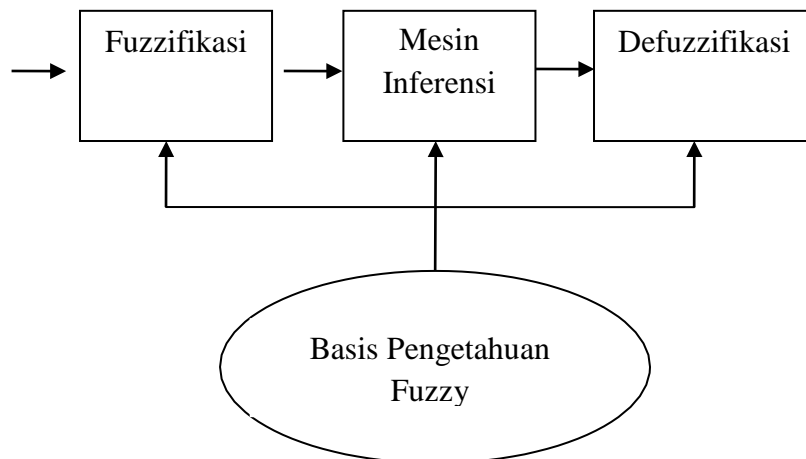 Fuzzifikasi
Mesin
Inferensi
Defuzzifikasi
Basis Pengetahuan
Fuzzy